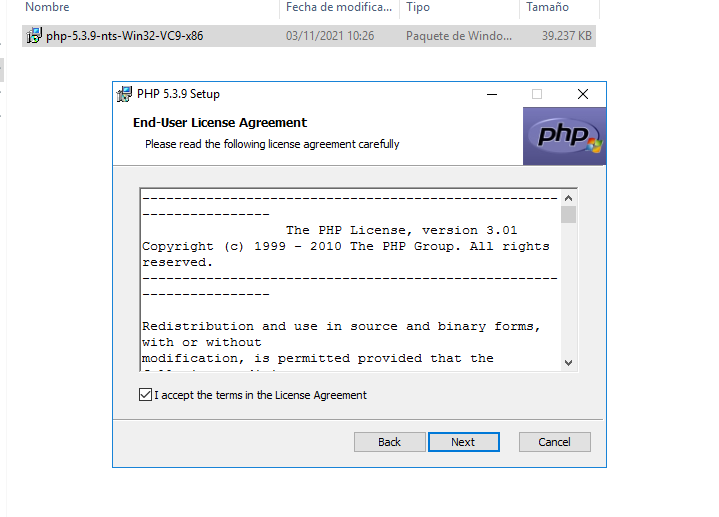 Nombre Fecha de modifica... Tipo Tamaño
php-5.3.9-nts-Win32-VC9-x86 03/11/2021 10:26 Paquete de Windo... 39.237 KB
PHP 5.3.9 Setup
End-User License Agreement
Please read the following license agreement carefully
php
----------------------------------------------------
----------------
The PHP License, version 3.01
Copyright (c) 1999 - 2010 The PHP Group. All rights
reserved.
----------------------------------------------------
----------------
Redistribution and use in source and binary forms,
with or without
modification, is permitted provided that the
I accept the terms in the License Agreement
Back Next Cancel